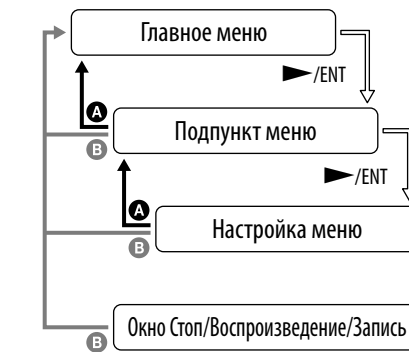 Главное меню
/ENT
A
Подпункт меню
B
/ENT
A
Настройка меню
B
Окно Стоп/Воспроизведение/Запись
B